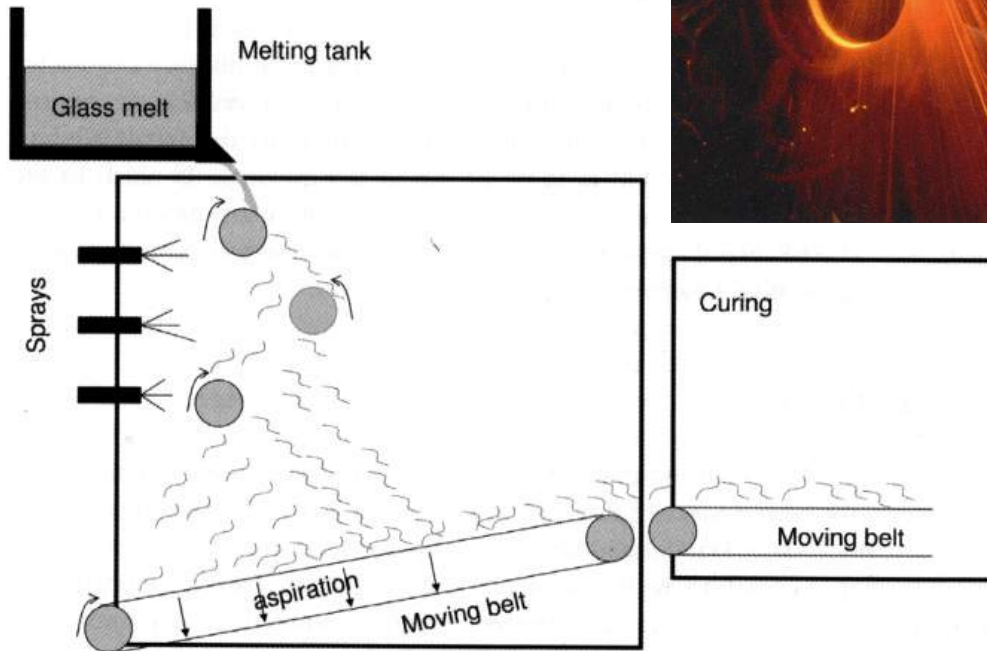 Melting tank
Glass melt
Sprays
Curing
Moving belt
aspiration
Moving belt